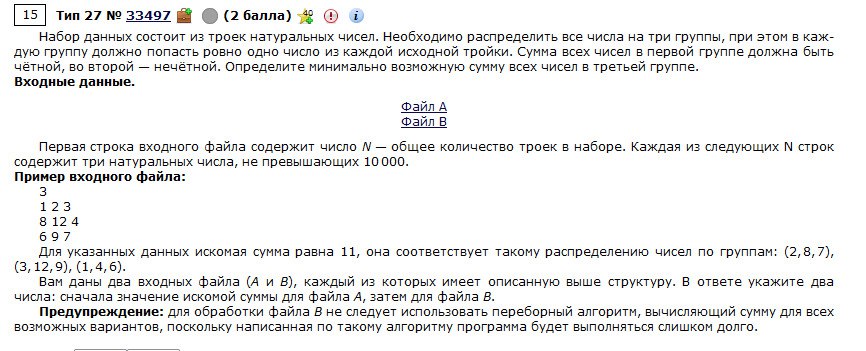 15 Тип 27 № 33497 (2 балла)
Набор данных состоит из троек натуральных чисел. Необходимо распределить все числа на три группы, при этом в каж-
дую группу должно попасть ровно одно число из каждой исходной тройки. Сумма всех чисел в первой группе должна быть
чётной, во второй — нечётной. Определите минимально возможную сумму всех чисел в третьей группе.
Входные данные.
Файл A
Файл B
Первая строка входного файла содержит число N — общее количество троек в наборе. Каждая из следующих N строк
содержит три натуральных числа, не превышающих 10 000.
Пример входного файла:
3
1 2 3
8 12 4
6 9 7
Для указанных данных искомая сумма равна 11, она соответствует такому распределению чисел по группам: (2, 8, 7),
(3, 12, 9), (1, 4, 6).
Вам даны два входных файла (A и B), каждый из которых имеет описанную выше структуру. В ответе укажите два
числа: сначала значение искомой суммы для файла A, затем для файла B.
Предупреждение: для обработки файла B не следует использовать переборный алгоритм, вычисляющий сумму для всех
возможных вариантов, поскольку написанная по такому алгоритму программа будет выполняться слишком долго.